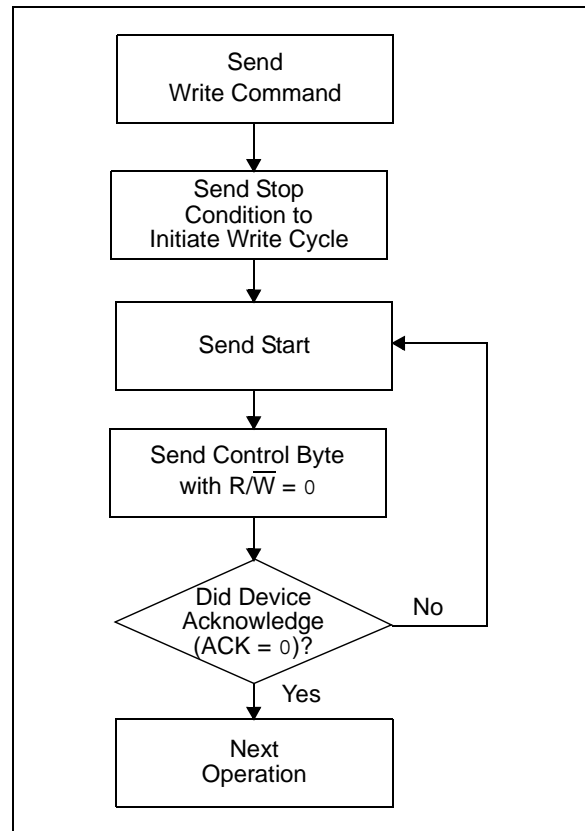 Send
Write Command
Send Stop
Condition to
Initiate Write Cycle
Send Start
Send Control Byte
with R/W̅ = 0
Did Device
Acknowledge
(ACK = 0)?
No
Yes
Next
Operation